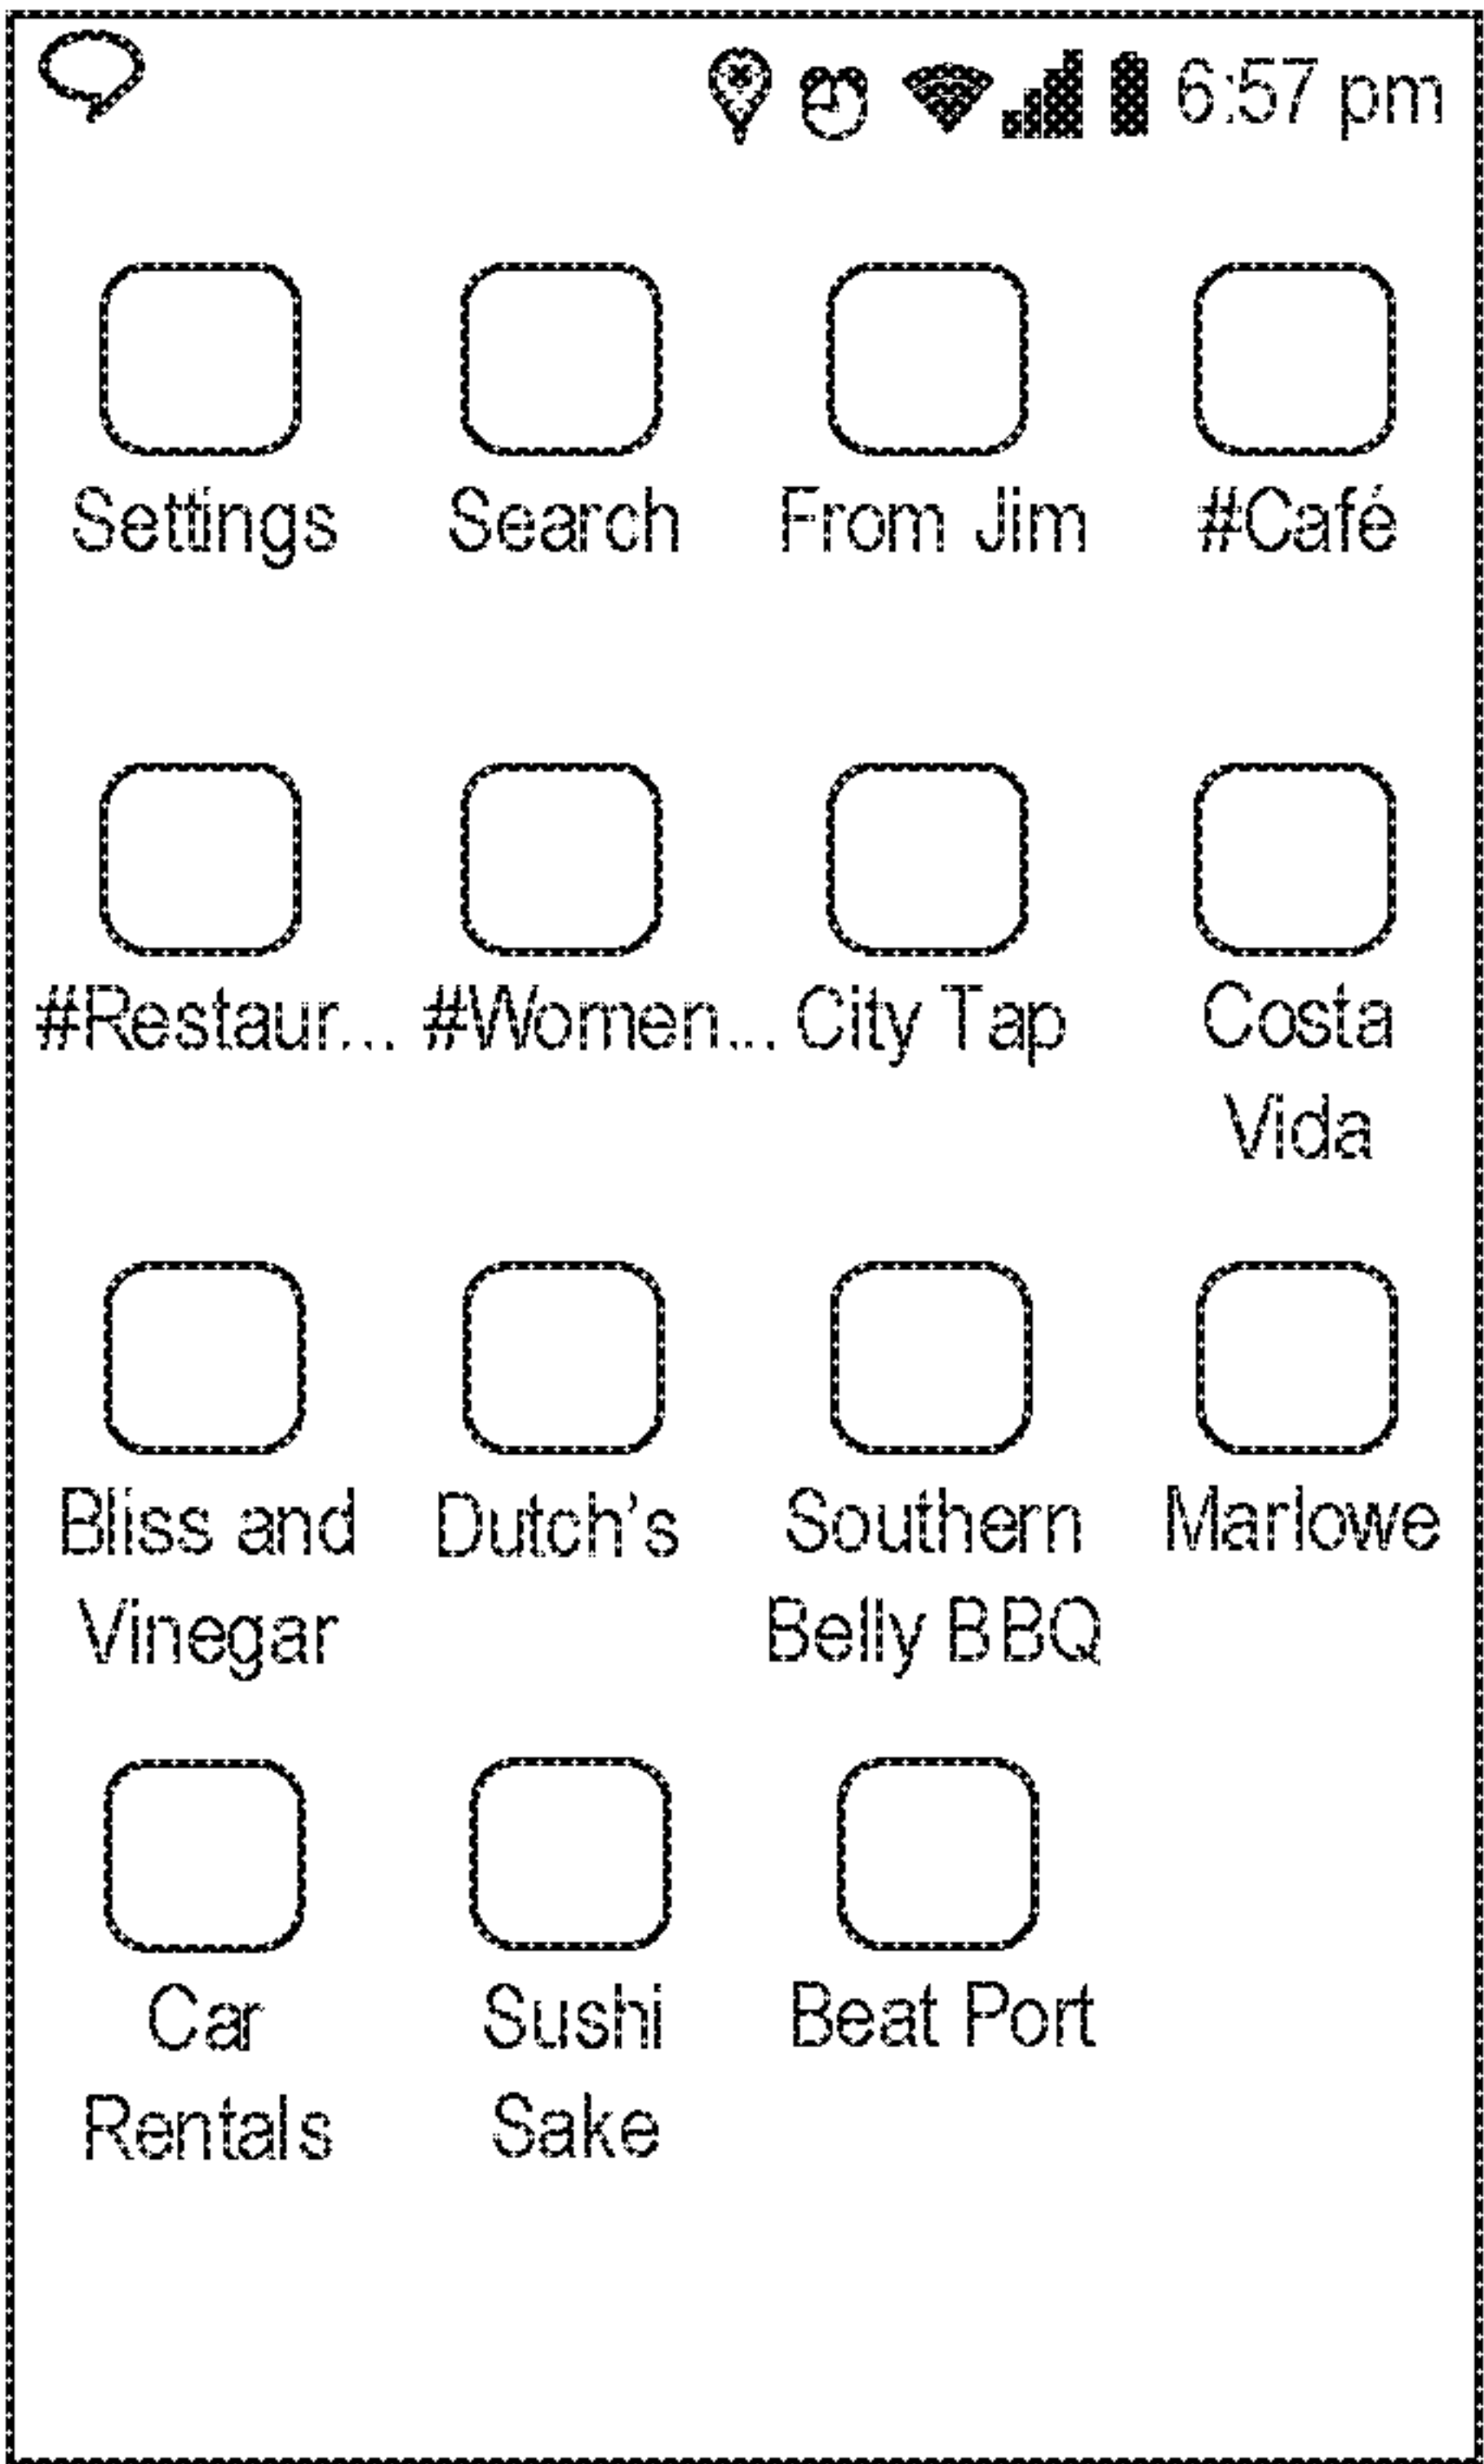 6:57 pm
Settings Search From Jim #Café
#Restaur... #Women... City Tap Costa
Vida
Bliss and Dutch's Southern Marlowe
Vinegar Belly BBQ
Car Sushi Beat Port
Rentals Sake